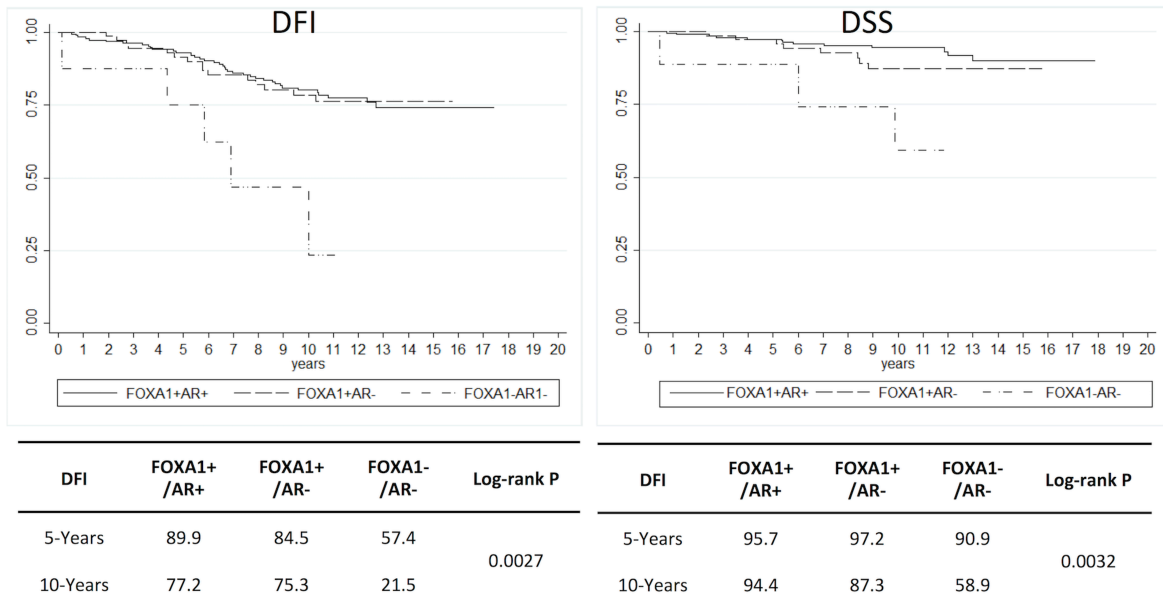 DFI
1.00
0.75
0.50
0.25
0.00
0 1 2 3 4 5 6 7 8 9 10 11 12 13 14 15 16 17 18 19 20
years
FOXA1+AR+ FOXA1+AR- FOXA1-AR1-
DSS
1.00
0.75
0.50
0.25
0.00
0 1 2 3 4 5 6 7 8 9 10 11 12 13 14 15 16 17 18 19 20
years
FOXA1+AR+ FOXA1+AR- FOXA1-AR-
DFI FOXA1+ /AR+ FOXA1+ /AR- FOXA1- /AR- Log-rank P
5-Years 89.9 84.5 57.4
0.0027
10-Years 77.2 75.3 21.5
DFI FOXA1+ /AR+ FOXA1+ /AR- FOXA1- /AR- Log-rank P
5-Years 95.7 97.2 90.9
0.0032
10-Years 94.4 87.3 58.9